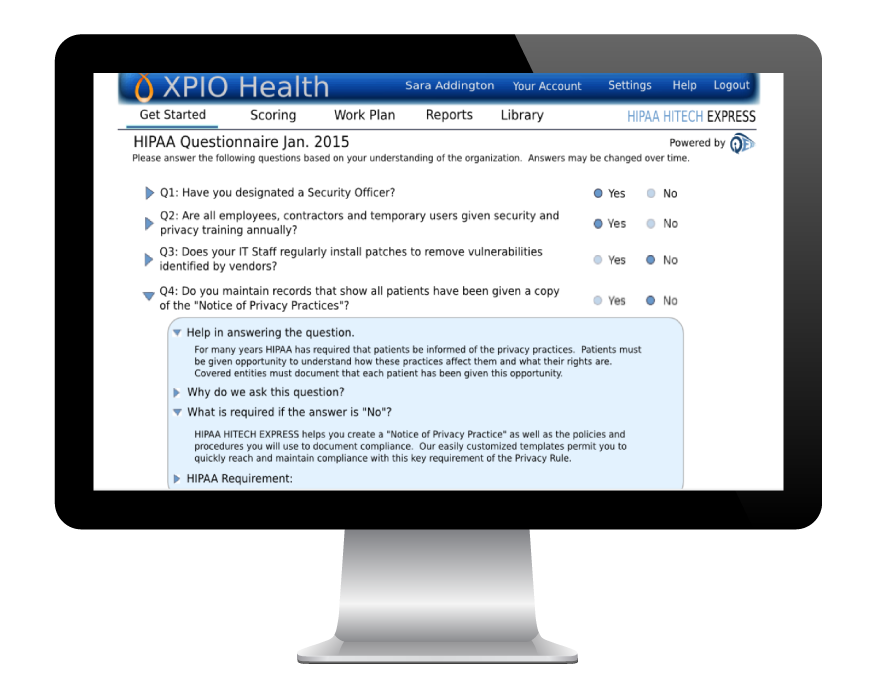 XPIO Health
Sara Addington Your Account Settings Help Logout
Get Started Scoring Work Plan Reports Library HIPAA HITECH EXPRESS
HIPAA Questionnaire Jan. 2015
Powered by
Please answer the following questions based on your understanding of the organization. Answers may be changed over time.
Q1: Have you designated a Security Officer? Yes No
Q2: Are all employees, contractors and temporary users given security and
privacy training annually? Yes No
Q3: Does your IT Staff regularly install patches to remove vulnerabilities
identified by vendors? Yes No
Q4: Do you maintain records that show all patients have been given a copy
of the "Notice of Privacy Practices"? Yes No
Help in answering the question.
For many years HIPAA has required that patients be informed of the privacy practices. Patients must
be given opportunity to understand how these practices affect them and what their rights are.
Covered entities must document that each patient has been given this opportunity.
Why do we ask this question?
What is required if the answer is "No"?
HIPAA HITECH EXPRESS helps you create a "Notice of Privacy Practice" as well as the policies and
procedures you will use to document compliance. Our easily customized templates permit you to
quickly reach and maintain compliance with this key requirement of the Privacy Rule.
HIPAA Requirement: